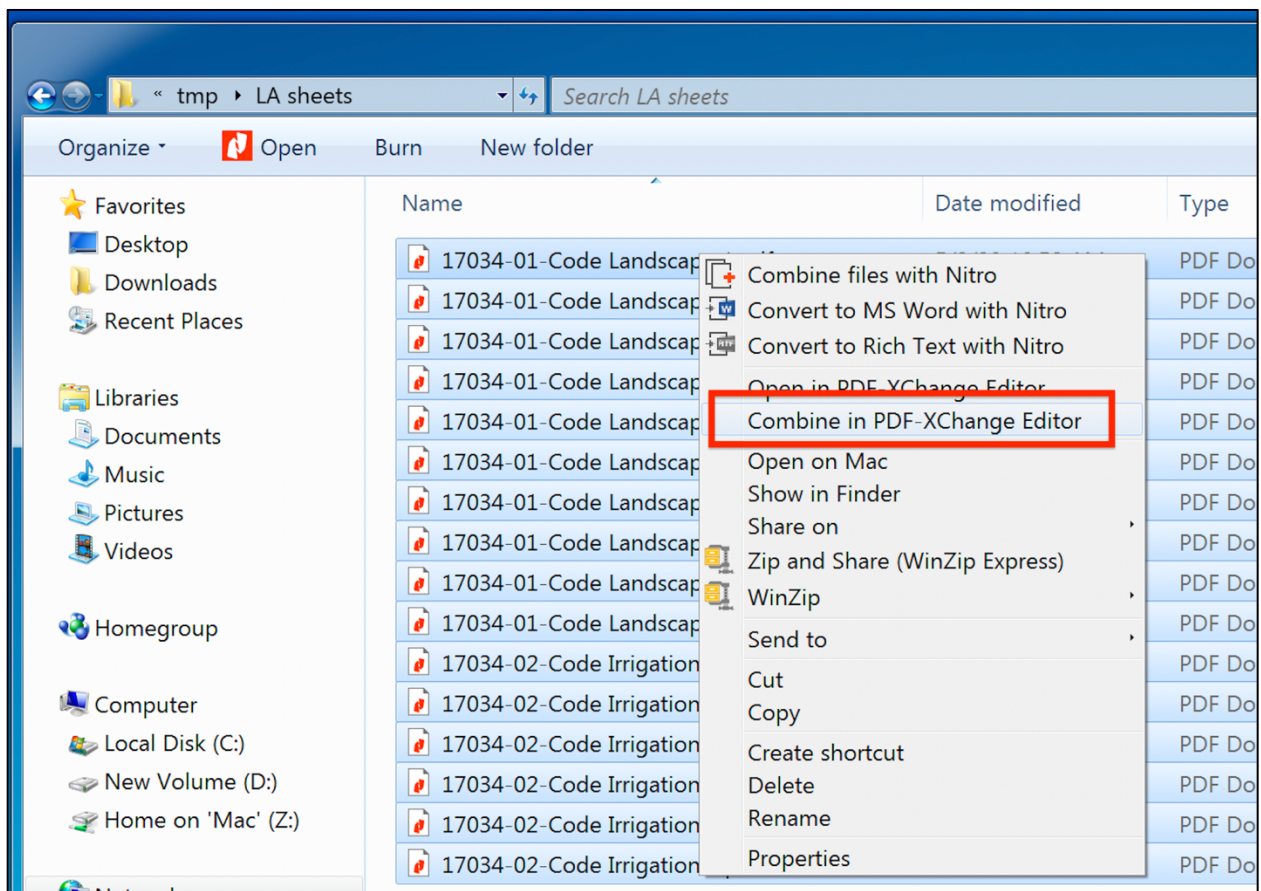 « tmp ▸ LA sheets
Search LA sheets
Organize
Open
Burn
New folder
Favorites
Desktop
Downloads
Recent Places
Libraries
Documents
Music
Pictures
Videos
Homegroup
Computer
Local Disk (C:)
New Volume (D:)
Home on 'Mac' (Z:)
Name
Date modified
Type
17034-01-Code Landscap
PDF Do
17034-01-Code Landscap
PDF Do
17034-01-Code Landscap
PDF Do
17034-01-Code Landscap
PDF Do
17034-01-Code Landscap
PDF Do
17034-01-Code Landscap
PDF Do
17034-01-Code Landscap
PDF Do
17034-01-Code Landscap
PDF Do
17034-01-Code Landscap
PDF Do
17034-01-Code Landscap
PDF Do
17034-02-Code Irrigation
PDF Do
17034-02-Code Irrigation
PDF Do
17034-02-Code Irrigation
PDF Do
17034-02-Code Irrigation
PDF Do
17034-02-Code Irrigation
PDF Do
17034-02-Code Irrigation
PDF Do
Combine files with Nitro
Convert to MS Word with Nitro
Convert to Rich Text with Nitro
Open in PDF-XChange Editor
Combine in PDF-XChange Editor
Open on Mac
Show in Finder
Share on
Zip and Share (WinZip Express)
WinZip
Send to
Cut
Copy
Create shortcut
Delete
Rename
Properties